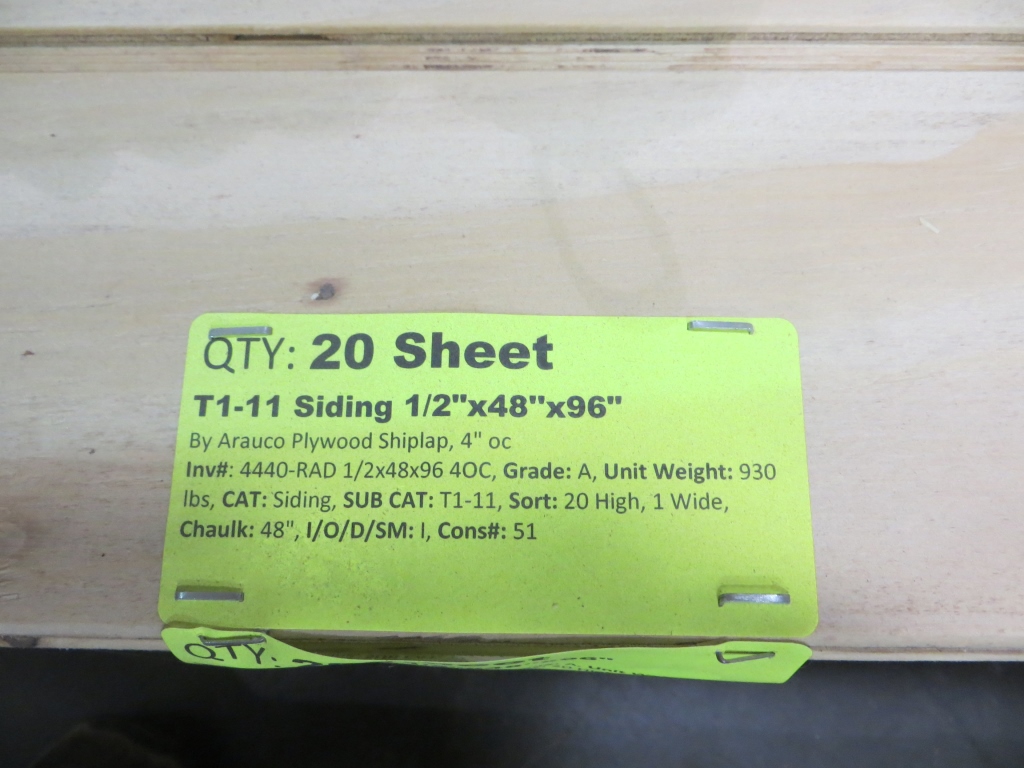 QTY: 20 Sheet
T1-11 Siding 1/2"x48"x96"
By Arauco Plywood Shiplap, 4" oc
Inv#: 4440-RAD 1/2x48x96 4OC, Grade: A, Unit Weight: 930
lbs, CAT: Siding, SUB CAT: T1-11, Sort: 20 High, 1 Wide,
Chaulk: 48", I/O/D/SM: I, Cons#: 51
QTY: